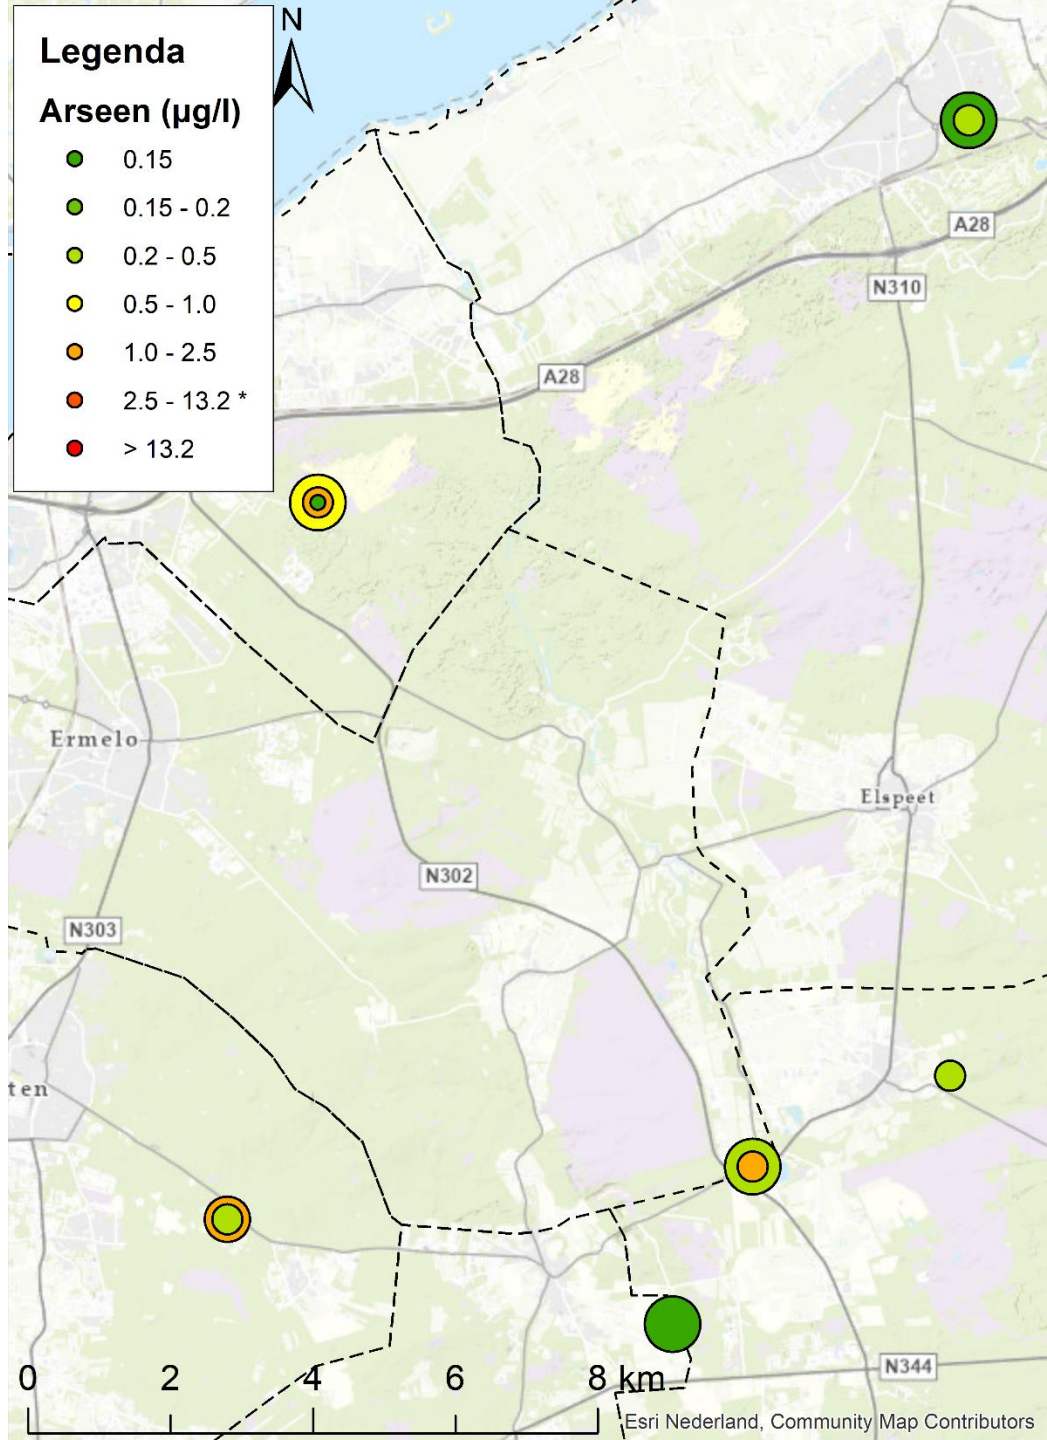 N
Legenda
Arseen (µg/l)
0.15
0.15 - 0.2
0.2 - 0.5
0.5 - 1.0
1.0 - 2.5
2.5 - 13.2 *
> 13.2
A28
N310
A28
Ermelo
Elspeet
N302
N303
ten
N344
0 2 4 6 8 km
Esri Nederland, Community Map Contributors